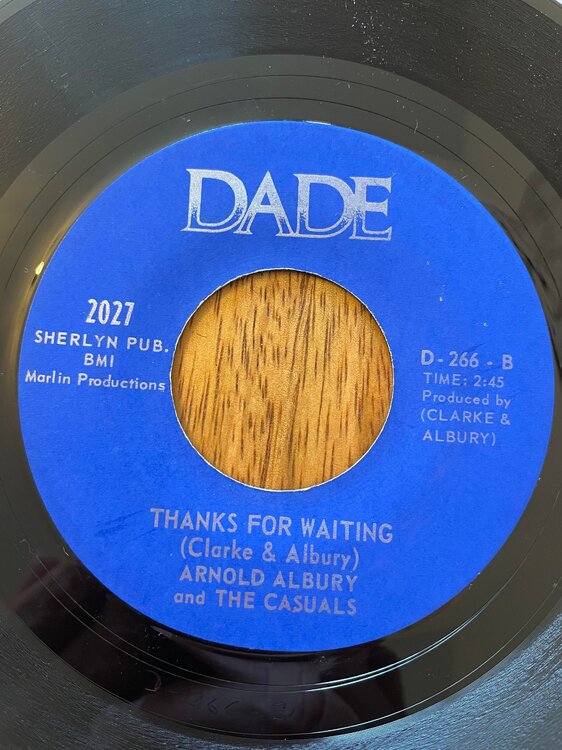 DADE
2027
SHERLYN PUB.
BMI
Marlin Productions
D-266-B
TIME: 2:45
Produced by
(CLARKE &
ALBURY)
THANKS FOR WAITING
(Clarke & Albury)
ARNOLD ALBURY
and THE CASUALS